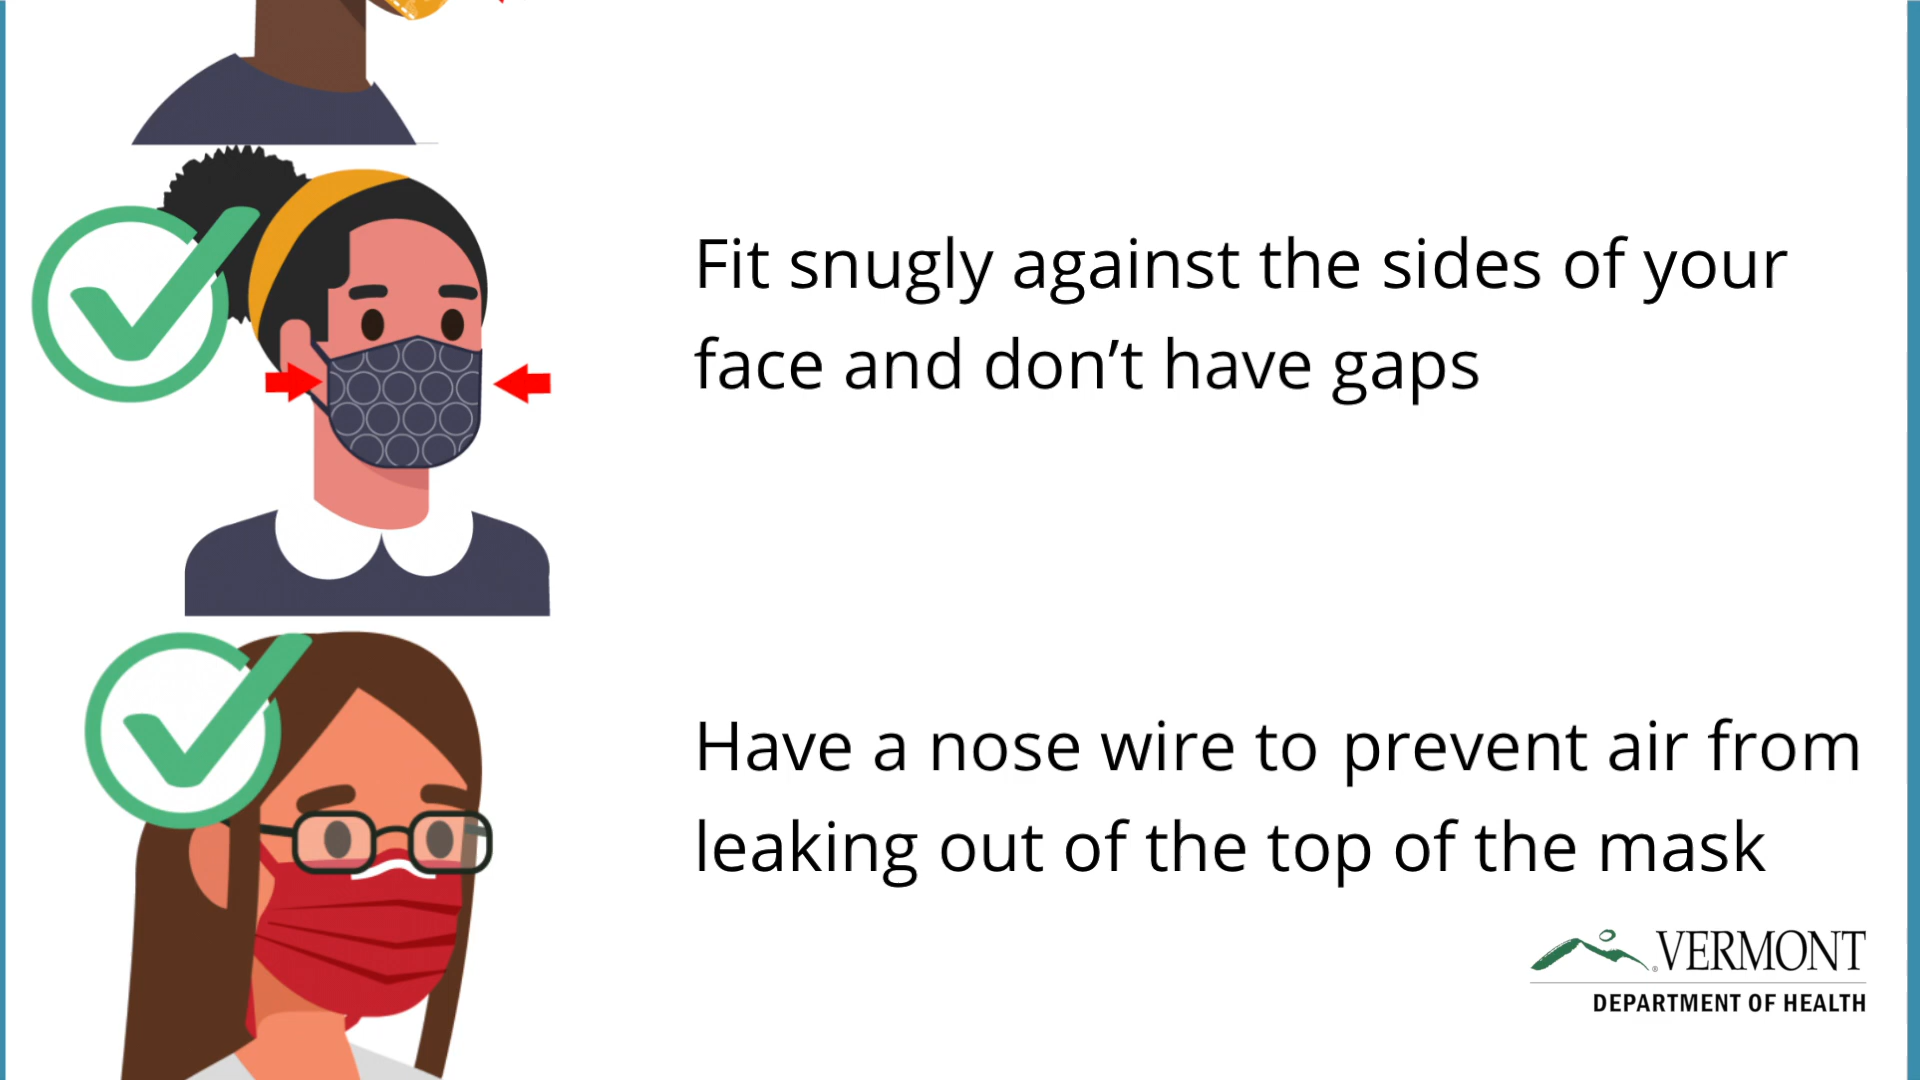 Fit snugly against the sides of your
face and don’t have gaps
Have a nose wire to prevent air from
leaking out of the top of the mask
VERMONT
DEPARTMENT OF HEALTH